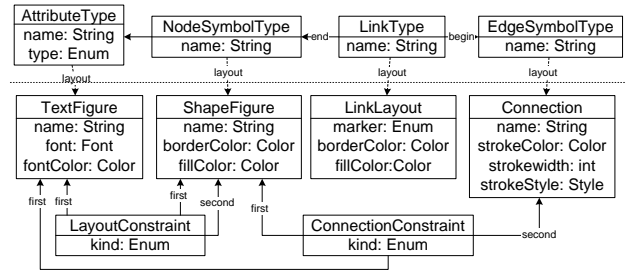 AttributeType
name: String
type: Enum
NodeSymbolType
name: String
end
LinkType
name: String
begin
EdgeSymbolType
name: String
layout
layout
layout
layout
TextFigure
name: String
font: Font
fontColor: Color
ShapeFigure
name: String
borderColor: Color
fillColor: Color
LinkLayout
marker: Enum
borderColor: Color
fillColor:Color
Connection
name: String
strokeColor: Color
strokewidth: int
strokeStyle: Style
first
first
first
second
first
LayoutConstraint
kind: Enum
ConnectionConstraint
kind: Enum
second